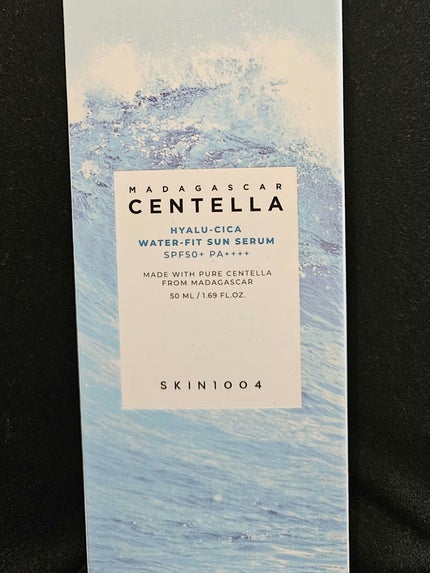 MADAGASCAR
CENTELLA
HYALU-CICA
WATER-FIT SUN SERUM
SPF50+ PA++++
MADE WITH PURE CENTELLA
FROM MADAGASCAR
50 ML / 1.69 FL.OZ.
SKIN1004